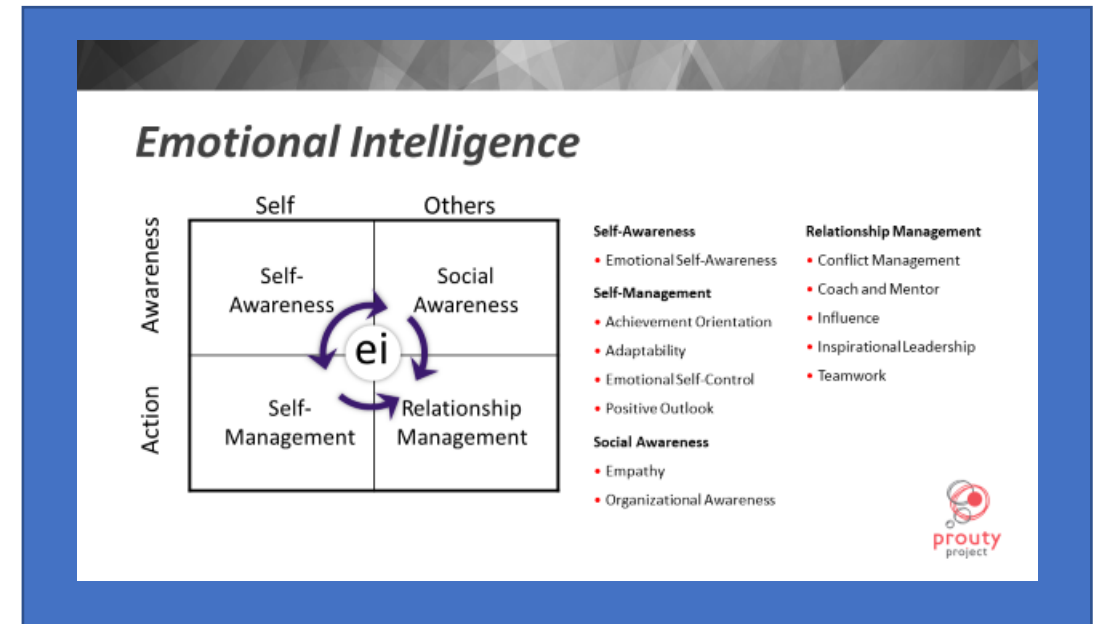 Emotional Intelligence
Self
Others
Awareness
Self-
Awareness
Social
Awareness
ei
Action
Self-
Management
Relationship
Management
Self-Awareness
• Emotional Self-Awareness
Self-Management
• Achievement Orientation
• Adaptability
• Emotional Self-Control
• Positive Outlook
Social Awareness
• Empathy
• Organizational Awareness
Relationship Management
• Conflict Management
• Coach and Mentor
• Influence
• Inspirational Leadership
• Teamwork
prouty
project